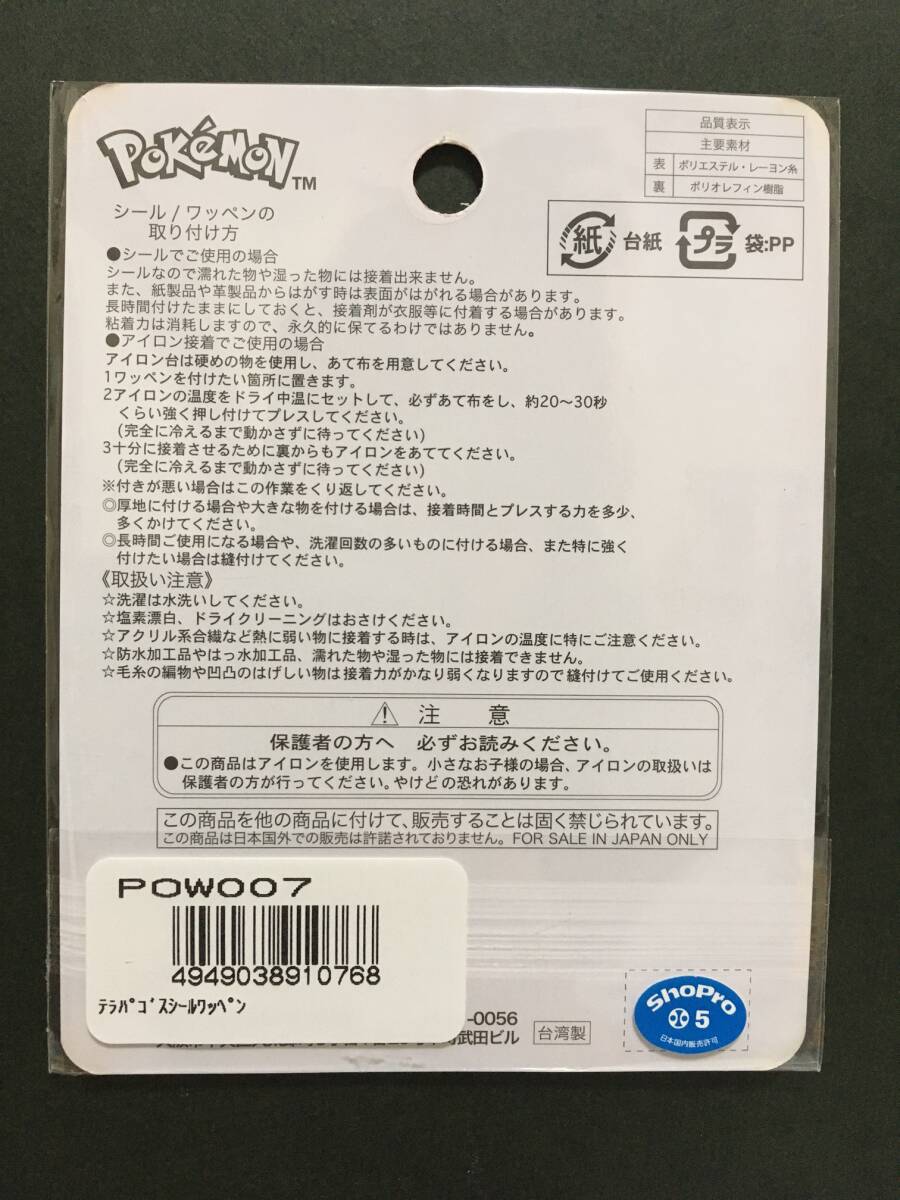 POKéMON TM
品質表示
主要素材
表 ポリエステル・レーヨン糸
裏 ポリオレフィン樹脂
紙 台紙 プラ 袋:PP
シール / ワッペンの
取り付け方
●シールでご使用の場合
シールなので濡れた物や湿った物には接着出来ません。
また、紙製品や革製品からはがす時は表面がはがれる場合があります。
長時間付けたままにしておくと、接着剤が衣服等に付着する場合があります。
粘着力は消耗しますので、永久的に保てるわけではありません。
●アイロン接着でご使用の場合
アイロン台は硬めの物を使用し、あて布を用意してください。
1ワッペンを付けたい箇所に置きます。
2アイロンの温度をドライ中温にセットして、必ずあて布をし、約20〜30秒
くらい強く押し付けてプレスしてください。
(完全に冷えるまで動かさずに待ってください)
3十分に接着させるために裏からもアイロンをあててください。
(完全に冷えるまで動かさずに待ってください)
※付きが悪い場合はこの作業をくり返してください。
◎厚地に付ける場合や大きな物を付ける場合は、接着時間とプレスする力を多少、
多くかけてください。
◎長時間ご使用になる場合や、洗濯回数の多いものに付ける場合、また特に強く
付けたい場合は縫付けてください。
《取扱い注意》
☆洗濯は水洗いしてください。
☆塩素漂白、ドライクリーニングはおさけください。
☆アクリル系合繊など熱に弱い物に接着する時は、アイロンの温度に特にご注意ください。
☆防水加工品やはっ水加工品、濡れた物や湿った物には接着できません。
☆毛糸の編物や凹凸のはげしい物は接着力がかなり弱くなりますので縫付けてご使用ください。
注 意
保護者の方へ 必ずお読みください。
●この商品はアイロンを使用します。小さなお子様の場合、アイロンの取扱いは
保護者の方が行ってください。やけどの恐れがあります。
この商品を他の商品に付けて、販売することは固く禁じられています。
この商品は日本国外での販売は許諾されておりません。FOR SALE IN JAPAN ONLY
POW007
4949038910768
ﾃﾗﾊﾟｺﾞｽｼｰﾙﾜｯﾍﾟﾝ
-0056
武田ビル
台湾製
ShoPro
5
日本国内販売許可